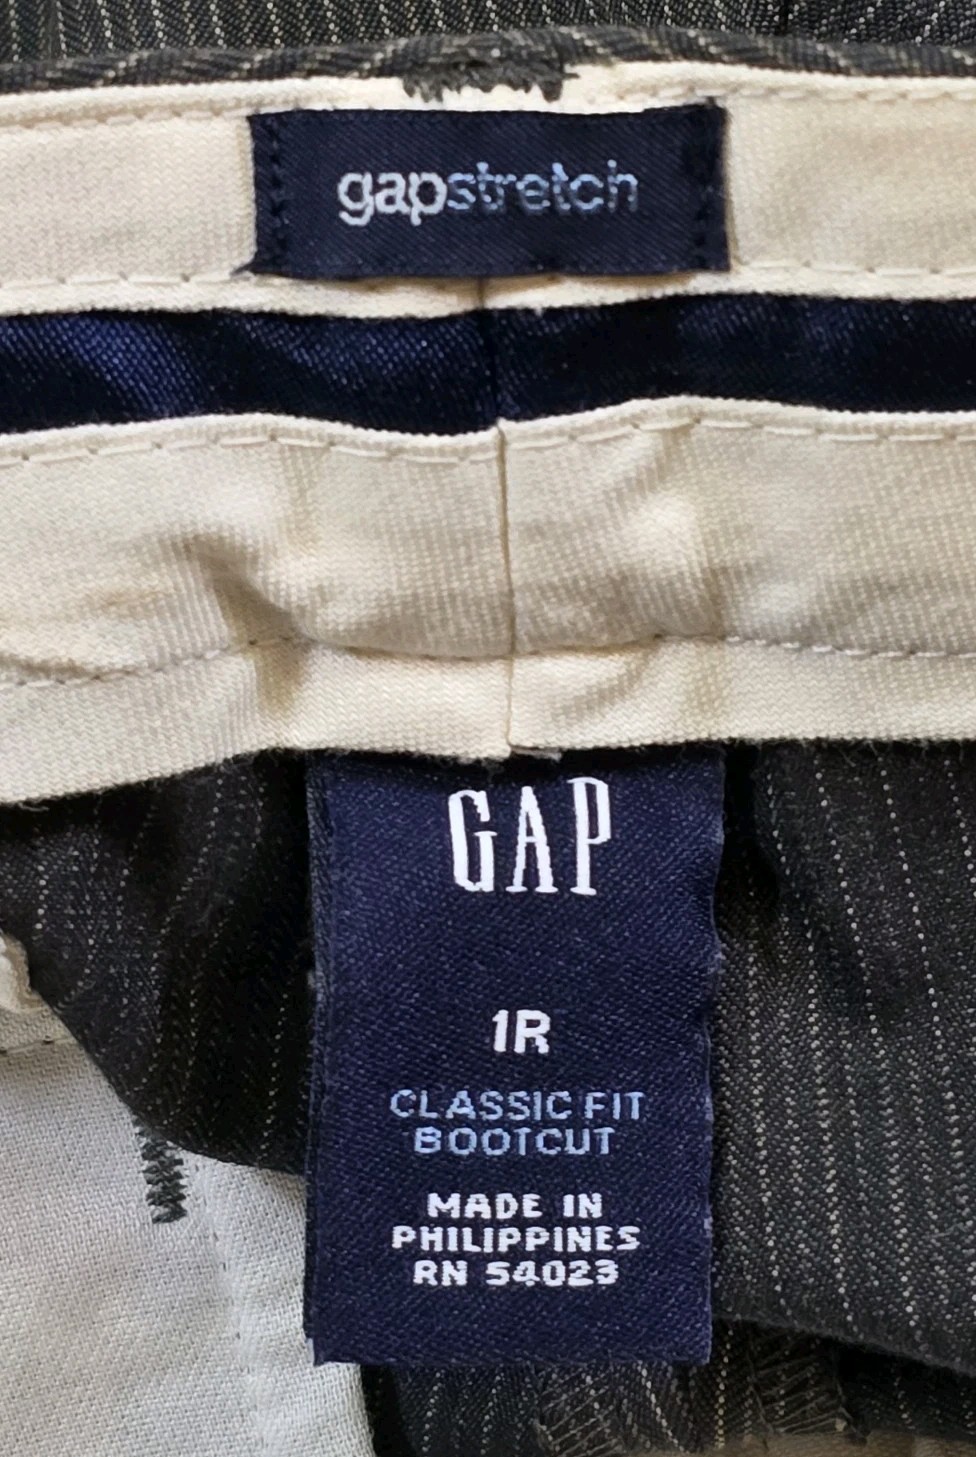 gapstretch
GAP
1R
CLASSIC FIT
BOOTCUT
MADE IN
PHILIPPINES
RN 54023